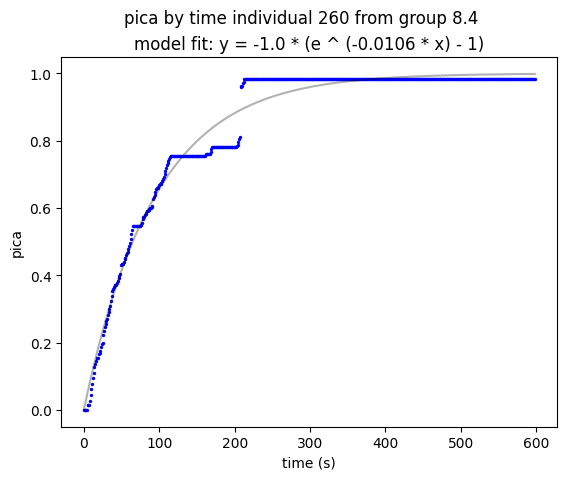 pica by time individual 260 from group 8.4
model fit: y = -1.0 * (e ^ (-0.0106 * x) - 1)
1.0
0.8
0.6
0.4
0.2
0.0
pica
0 100 200 300 400 500 600
time (s)